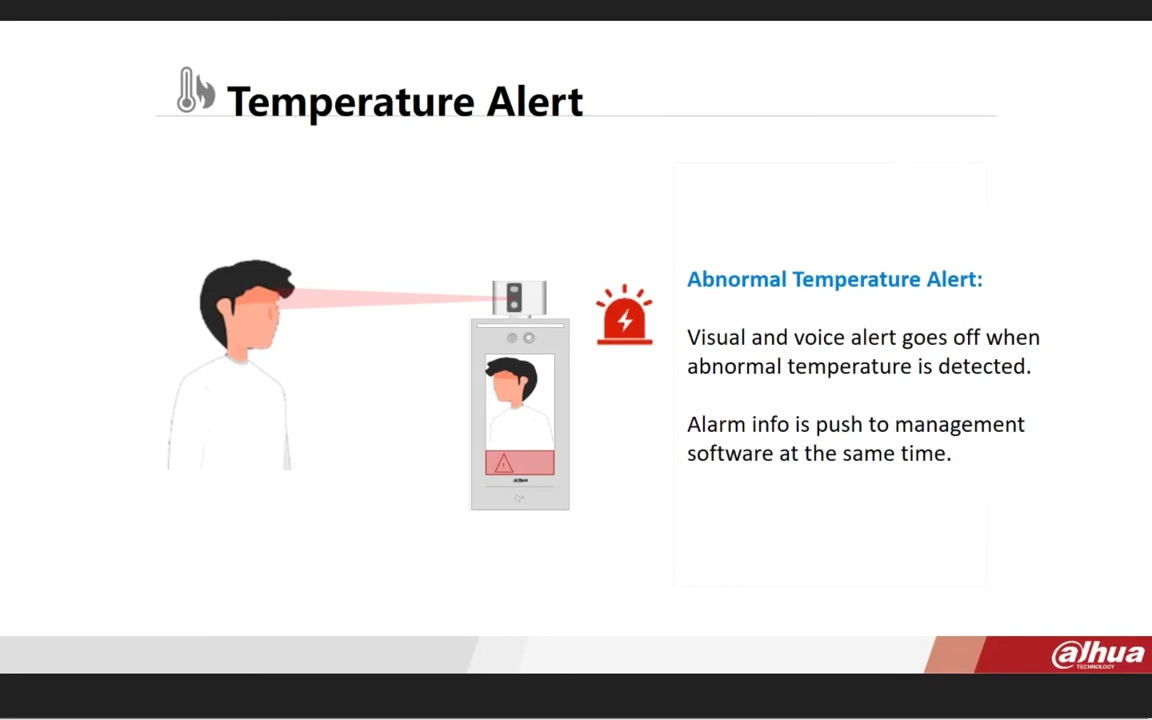 Temperature Alert
Abnormal Temperature Alert:
Visual and voice alert goes off when
abnormal temperature is detected.
Alarm info is push to management
software at the same time.
alhua
TECHNOLOGY